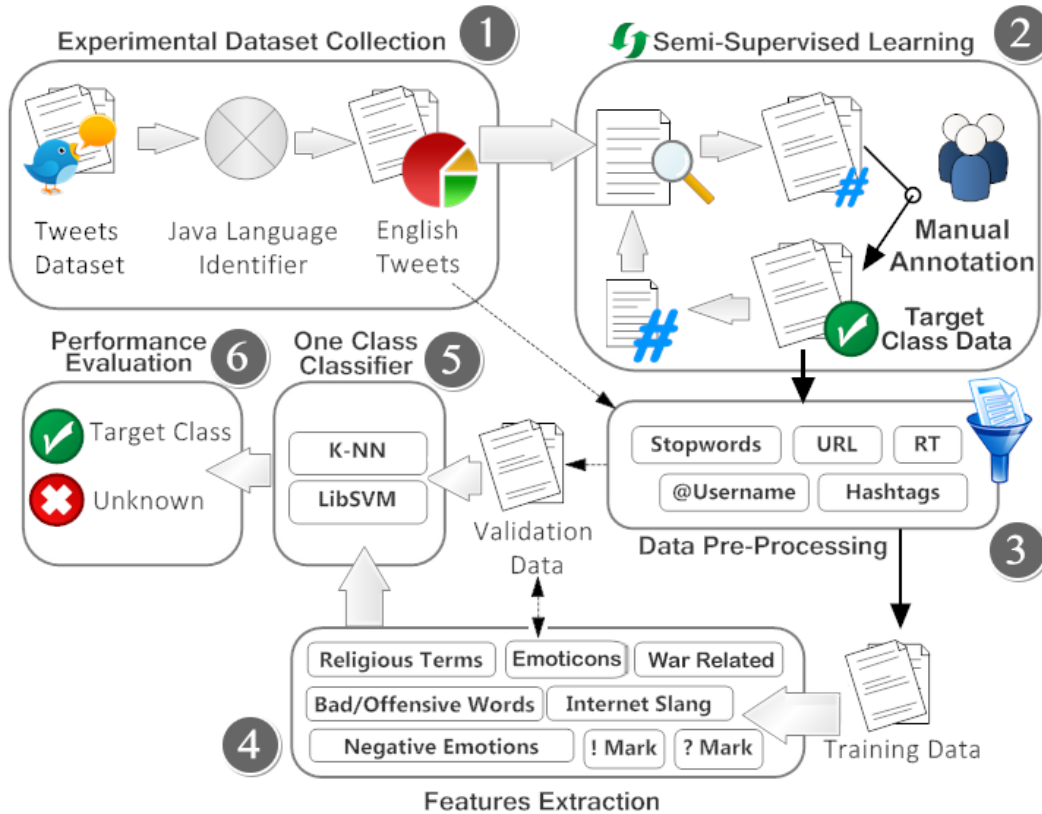 Experimental Dataset Collection
1
Tweets
Dataset
Java Language
Identifier
English
Tweets
Semi-Supervised Learning
2
#
Manual
Annotation
#
Target
Class Data
Performance
Evaluation
6
Target Class
Unknown
One Class
Classifier
5
K-NN
LibSVM
Validation
Data
Stopwords
URL
RT
@Username
Hashtags
Data Pre-Processing
3
Religious Terms
Emoticons
War Related
Bad/Offensive Words
Internet Slang
Negative Emotions
! Mark
? Mark
4
Features Extraction
Training Data